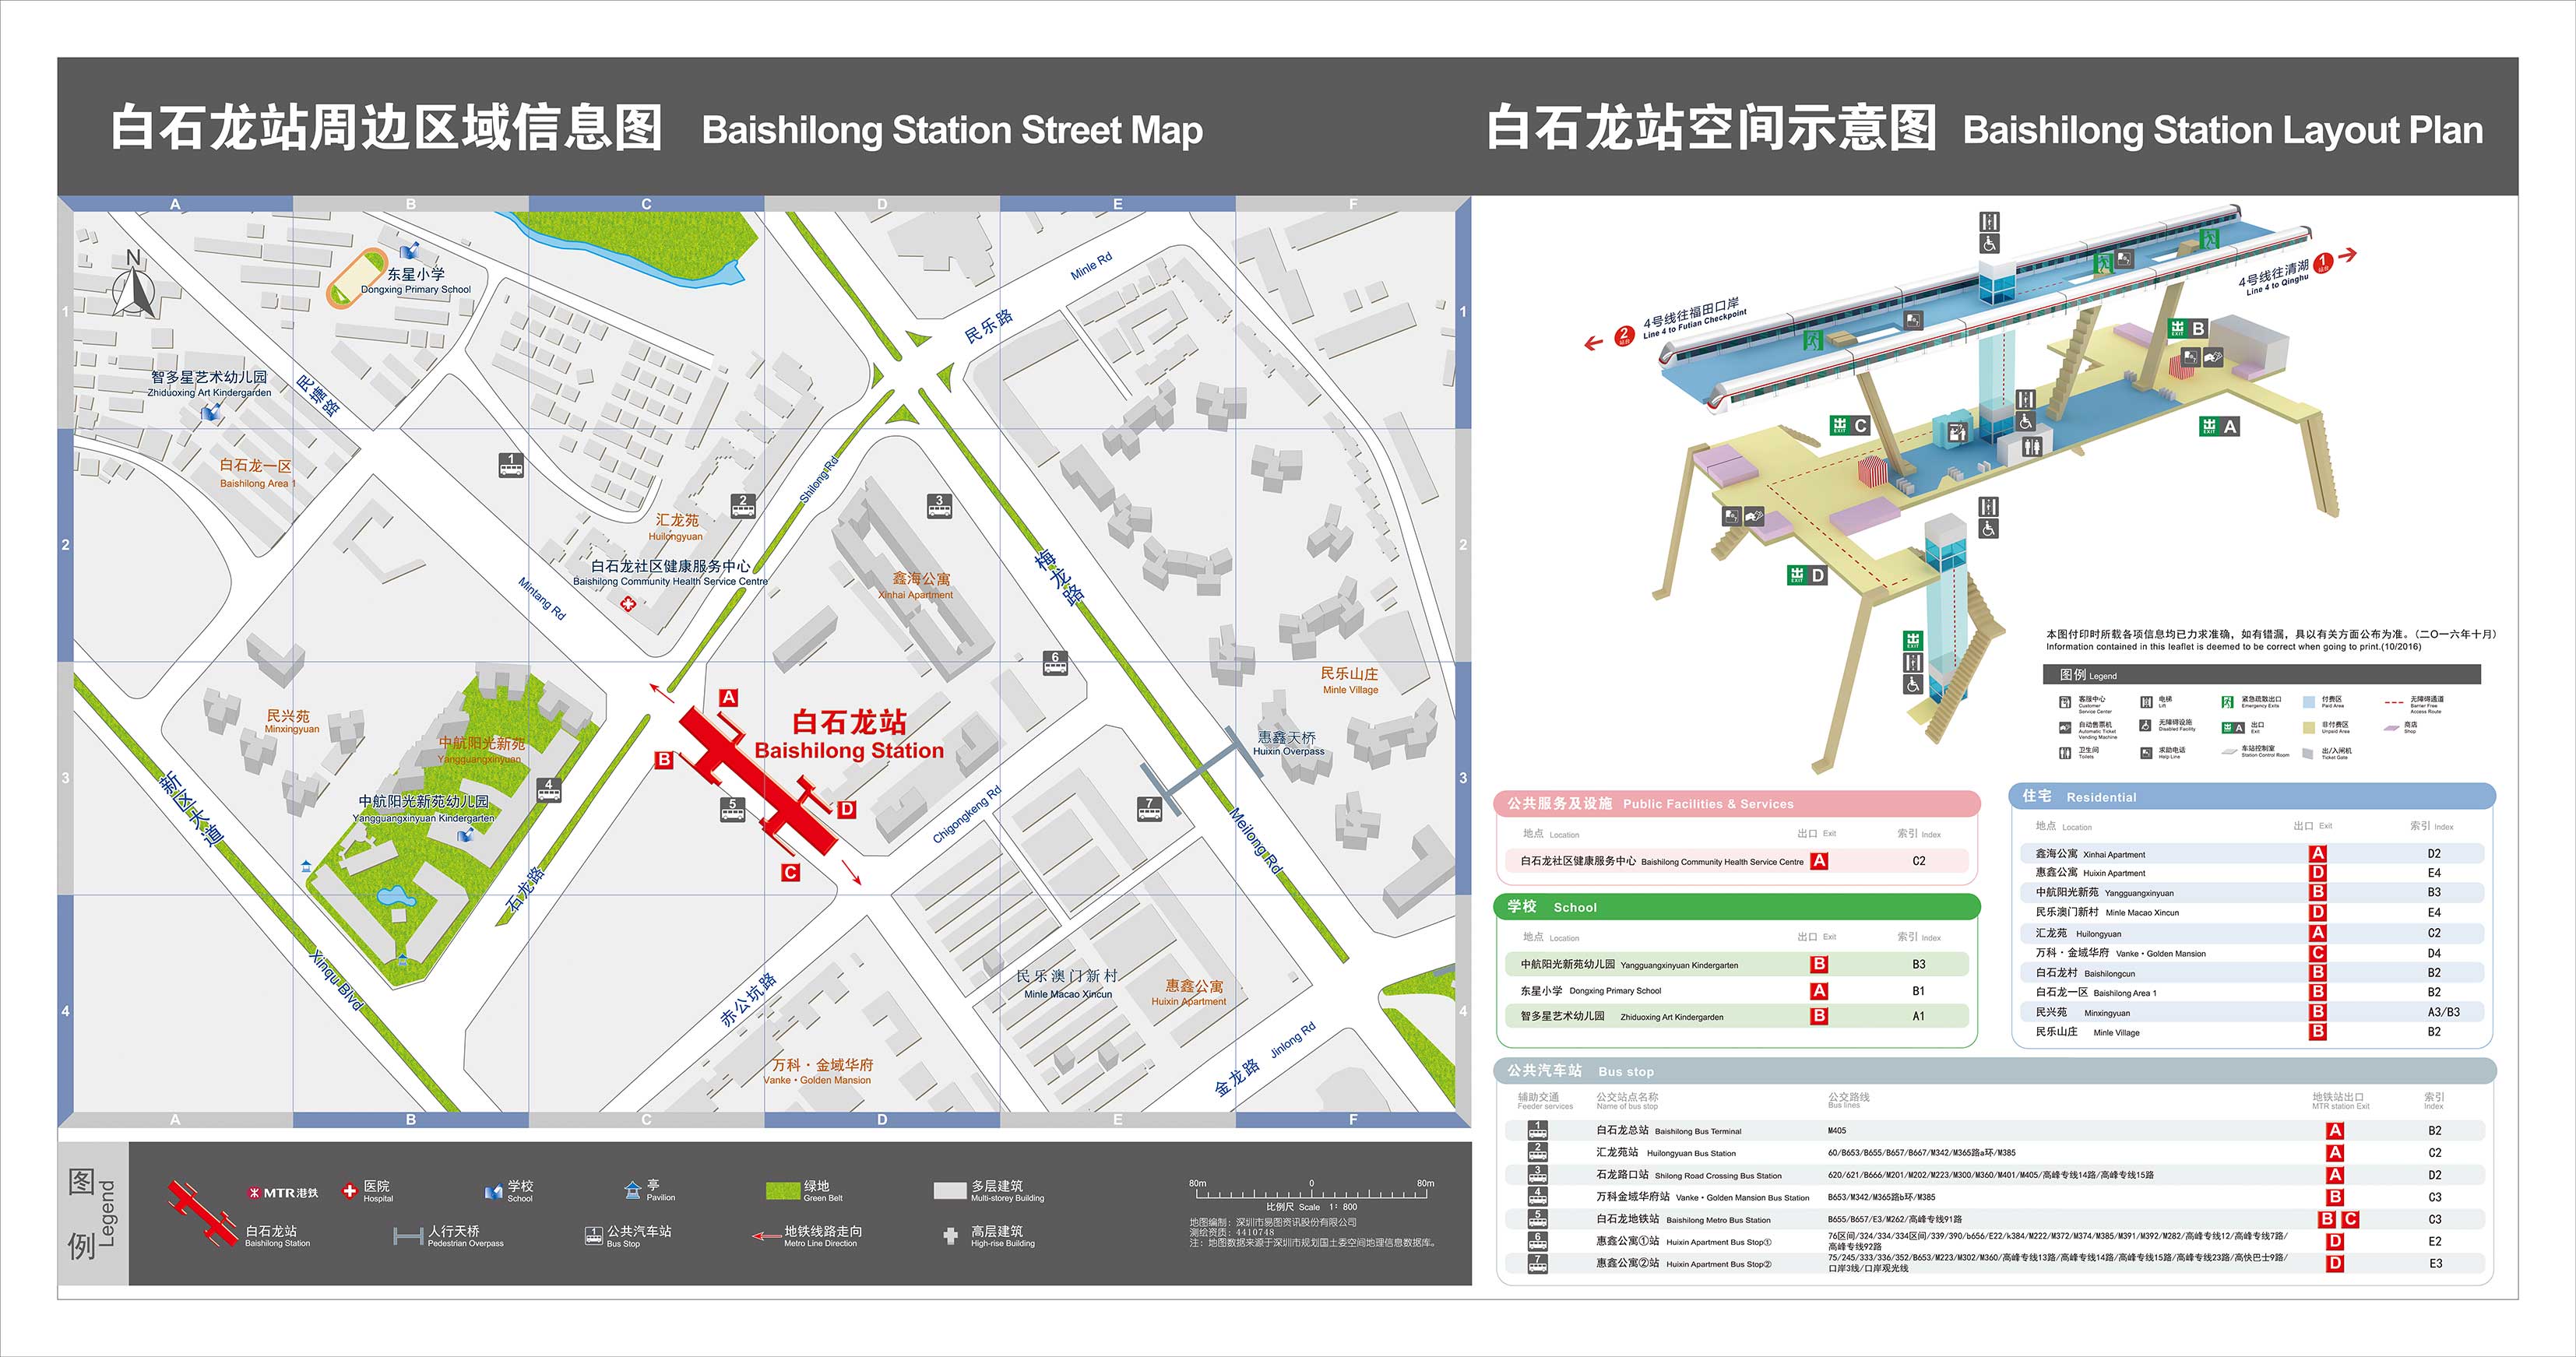 白石龙站周边区域信息图 Baishilong Station Street Map
白石龙站空间示意图 Baishilong Station Layout Plan
A B C D E F
1
2
3
4
N
东星小学
Dongxing Primary School
智多星艺术幼儿园
Zhiduoxing Art Kindergarden
民塘路
白石龙一区
Baishilong Area 1
1
2
3
汇龙苑
Huilongyuan
白石龙社区健康服务中心
Baishilong Community Health Service Centre
Mintang Rd
Shilong Rd
民乐路
Minle Rd
鑫海公寓
Xinhai Apartment
梅龙路
6
民乐山庄
Minle Village
民兴苑
Minxingyuan
中航阳光新苑
Yangguangxinyuan
中航阳光新苑幼儿园
Yangguangxinyuan Kindergarten
4
新区大道
Xinqu Blvd
石龙路
A
B
5
白石龙站
Baishilong Station
D
C
Chigongkeng Rd
赤公坑路
7
惠鑫天桥
Huixin Overpass
Meilong Rd
民乐澳门新村
Minle Macao Xincun
惠鑫公寓
Huixin Apartment
万科·金域华府
Vanke·Golden Mansion
金龙路
Jinlong Rd
1
2
3
4
A B C D E F
图例
Legend
MTR港铁
医院
Hospital
学校
School
亭
Pavilion
绿地
Green Belt
多层建筑
Multi-storey Building
白石龙站
Baishilong Station
人行天桥
Pedestrian Overpass
1
公共汽车站
Bus Stop
地铁线路走向
Metro Line Direction
高层建筑
High-rise Building
80m 0 80m
比例尺 Scale 1: 800
地图编制: 深圳市易图资讯股份有限公司
测绘资质: 4410748
注: 地图数据来源于深圳市规划国土委空间地理信息数据库。
2
4号线往福田口岸
Line 4 to Futian Checkpoint
4号线往清湖
Line 4 to Qinghu
1
EXIT B
EXIT C
EXIT A
EXIT D
EXIT
本图付印时所载各项信息均已力求准确，如有错漏，具以有关方面公布为准。(二〇一六年十月)
Information contained in this leaflet is deemed to be correct when going to print.(10/2016)
图例 Legend
客服中心
Customer Service Center
电梯
Lift
紧急疏散出口
Emergency Exits
付费区
Paid Area
无障碍通道
Barrier Free Access Route
自动售票机
Automatic Ticket Vending Machine
无障碍设施
Disabled Facility
A
出口
Exit
非付费区
Unpaid Area
商店
Shop
卫生间
Toilets
求助电话
Help Line
车站控制室
Station Control Room
出/入闸机
Ticket Gate
公共服务及设施 Public Facilities & Services
地点 Location 出口 Exit 索引 Index
白石龙社区健康服务中心 Baishilong Community Health Service Centre A C2
学校 School
地点 Location 出口 Exit 索引 Index
中航阳光新苑幼儿园 Yangguangxinyuan Kindergarten B B3
东星小学 Dongxing Primary School A B1
智多星艺术幼儿园 Zhiduoxing Art Kindergarden B A1
住宅 Residential
地点 Location 出口 Exit 索引 Index
鑫海公寓 Xinhai Apartment A D2
惠鑫公寓 Huixin Apartment D E4
中航阳光新苑 Yangguangxinyuan B B3
民乐澳门新村 Minle Macao Xincun D E4
汇龙苑 Huilongyuan A C2
万科·金域华府 Vanke·Golden Mansion C D4
白石龙村 Baishilongcun B B2
白石龙一区 Baishilong Area 1 B B2
民兴苑 Minxingyuan B A3/B3
民乐山庄 Minle Village B B2
公共汽车站 Bus stop
辅助交通 公交站点名称 公交路线 地铁站出口 索引
Feeder services Name of bus stop Bus lines MTR station Exit Index
1 白石龙总站 Baishilong Bus Terminal M405 A B2
2 汇龙苑站 Huilongyuan Bus Station 60/B653/B655/B657/B667/M342/M365路a环/M385 A C2
3 石龙路口站 Shilong Road Crossing Bus Station 620/621/B666/M201/M202/M223/M300/M360/M401/M405/高峰专线14路/高峰专线15路 A D2
4 万科金域华府站 Vanke·Golden Mansion Bus Station B653/M342/M365路b环/M385 B C3
5 白石龙地铁站 Baishilong Metro Bus Station B655/B657/E3/M262/高峰专线91路 B C C3
6 惠鑫公寓①站 Huixin Apartment Bus Stop① 76区间/324/334/334区间/339/390/b656/E22/k384/M222/M372/M374/M385/M391/M392/M282/高峰专线12/高峰专线7路/ D E2
高峰专线92路
7 惠鑫公寓②站 Huixin Apartment Bus Stop② 75/245/333/336/352/B653/M223/M302/M360/高峰专线13路/高峰专线14路/高峰专线15路/高峰专线23路/高快巴士9路/ D E3
口岸3线/口岸观光线